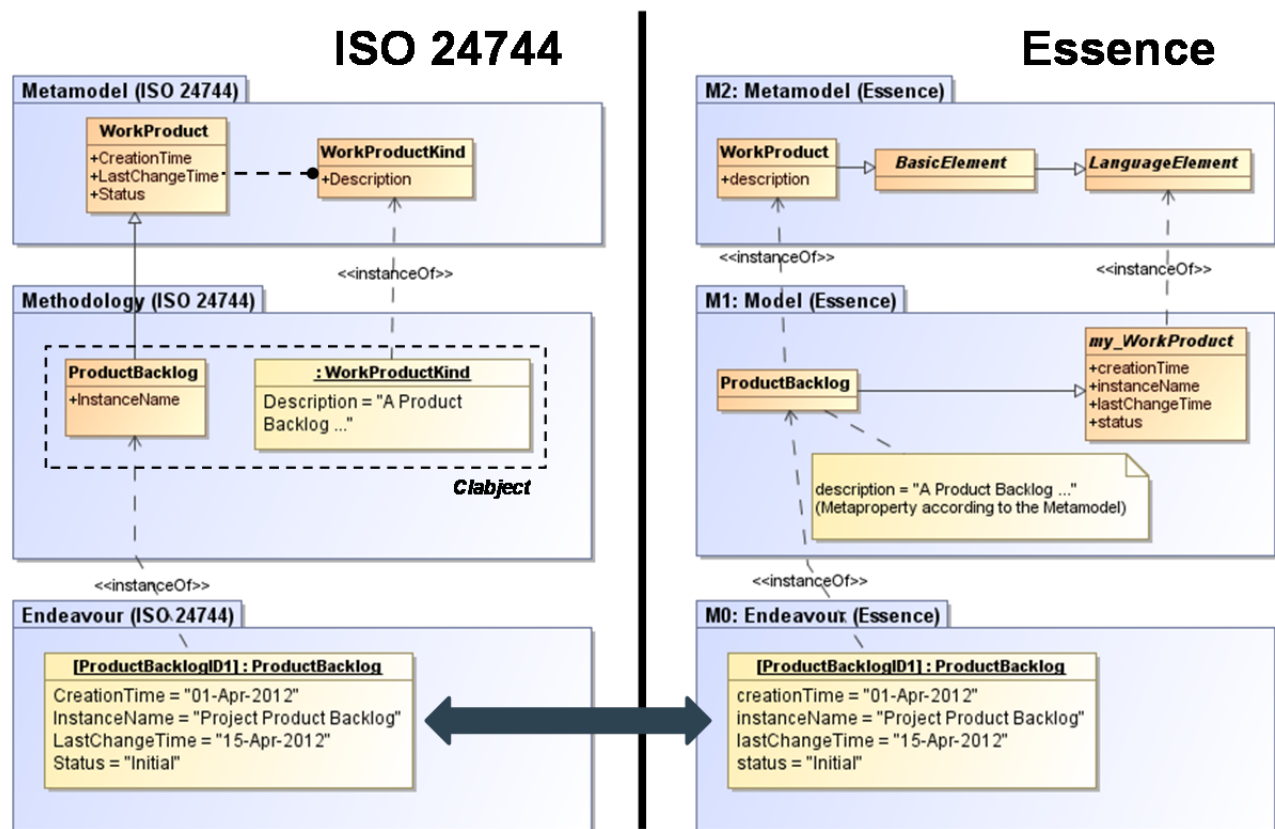 ISO 24744
Metamodel (ISO 24744)
WorkProduct
+CreationTime
+LastChangeTime
+Status
WorkProductKind
+Description
<<instanceOf>>
Methodology (ISO 24744)
ProductBacklog
+InstanceName
: WorkProductKind
Description = "A Product
Backlog ..."
Clabject
<<instanceOf>>
Endeavour (ISO 24744)
[ProductBacklogID1] : ProductBacklog
CreationTime = "01-Apr-2012"
InstanceName = "Project Product Backlog"
LastChangeTime = "15-Apr-2012"
Status = "Initial"
Essence
M2: Metamodel (Essence)
WorkProduct
+description
BasicElement
LanguageElement
<<instanceOf>>
<<instanceOf>>
M1: Model (Essence)
ProductBacklog
my_WorkProduct
+creationTime
+instanceName
+lastChangeTime
+status
description = "A Product Backlog ..."
(Metaproperty according to the Metamodel)
<<instanceOf>>
M0: Endeavour (Essence)
[ProductBacklogID1] : ProductBacklog
creationTime = "01-Apr-2012"
instanceName = "Project Product Backlog"
lastChangeTime = "15-Apr-2012"
status = "Initial"